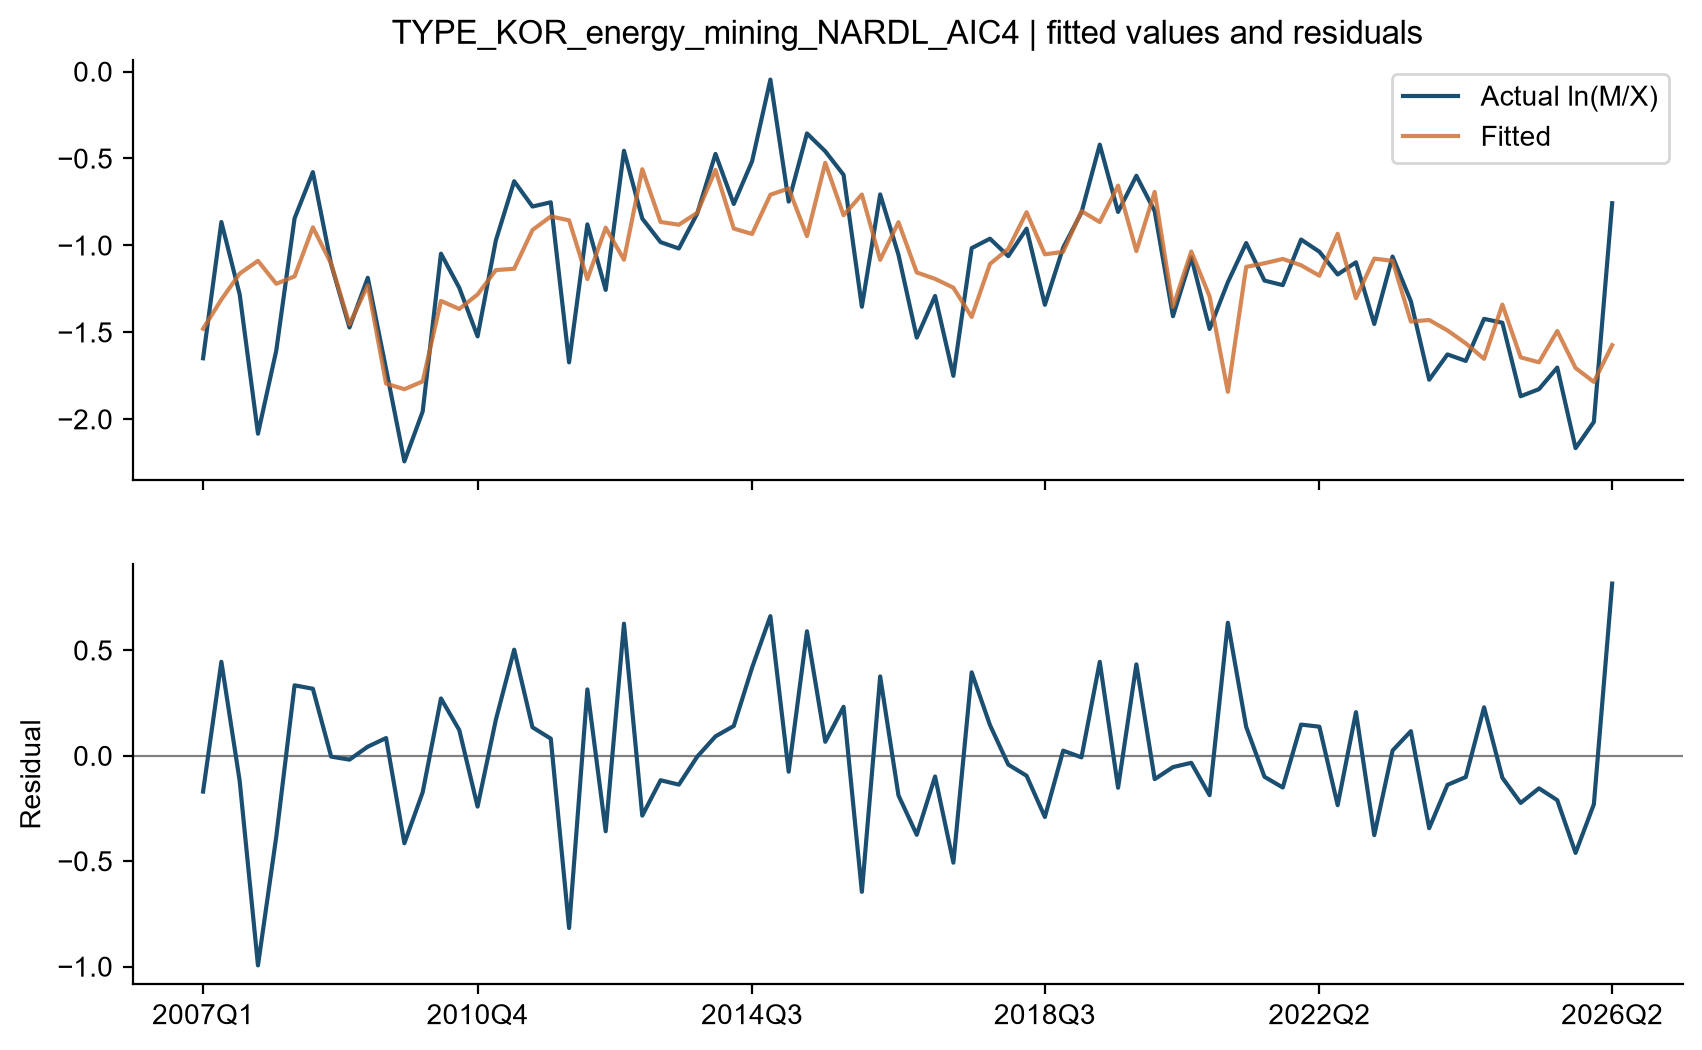 TYPE_KOR_energy_mining_NARDL_AIC4 | fitted values and residuals
0.0
−0.5
−1.0
−1.5
−2.0
Actual ln(M/X)
Fitted
Residual
0.5
0.0
−0.5
−1.0
2007Q1
2010Q4
2014Q3
2018Q3
2022Q2
2026Q2